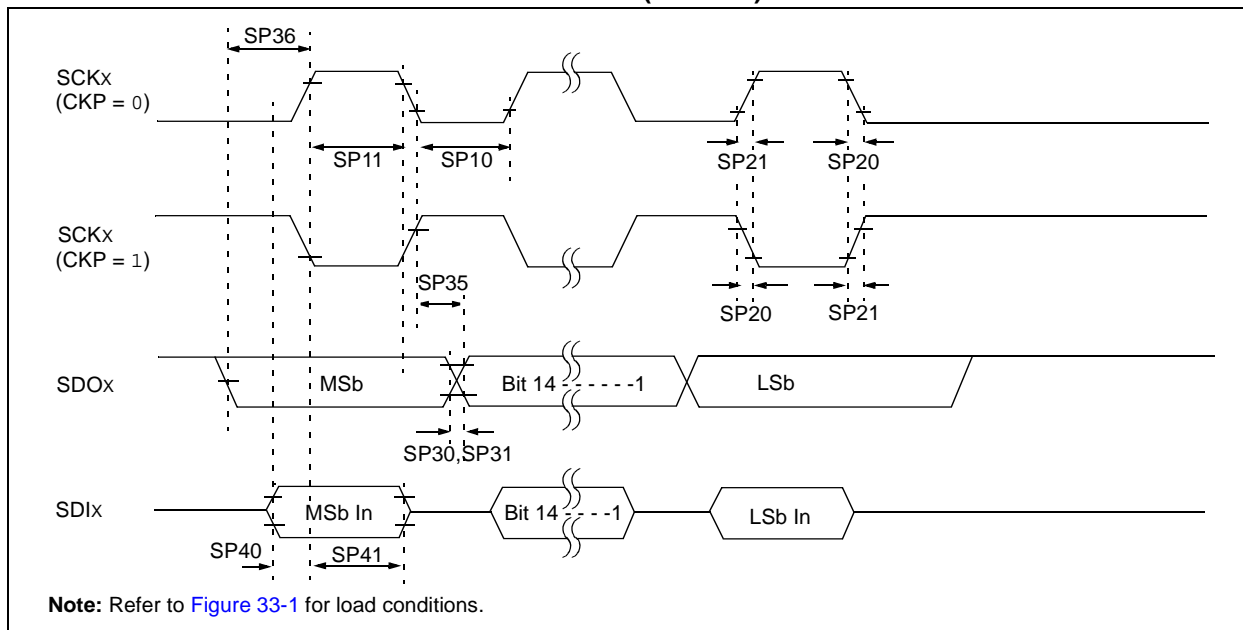 SP36
SCKx
(CKP = 0)
SP11
SP10
SP21
SP20
SCKx
(CKP = 1)
SP35
SP20
SP21
SDOx
MSb
Bit 14 - - - - - -1
LSb
SP30,SP31
SDIx
MSb In
Bit 14 - - - -1
LSb In
SP40
SP41
Note: Refer to Figure 33-1 for load conditions.